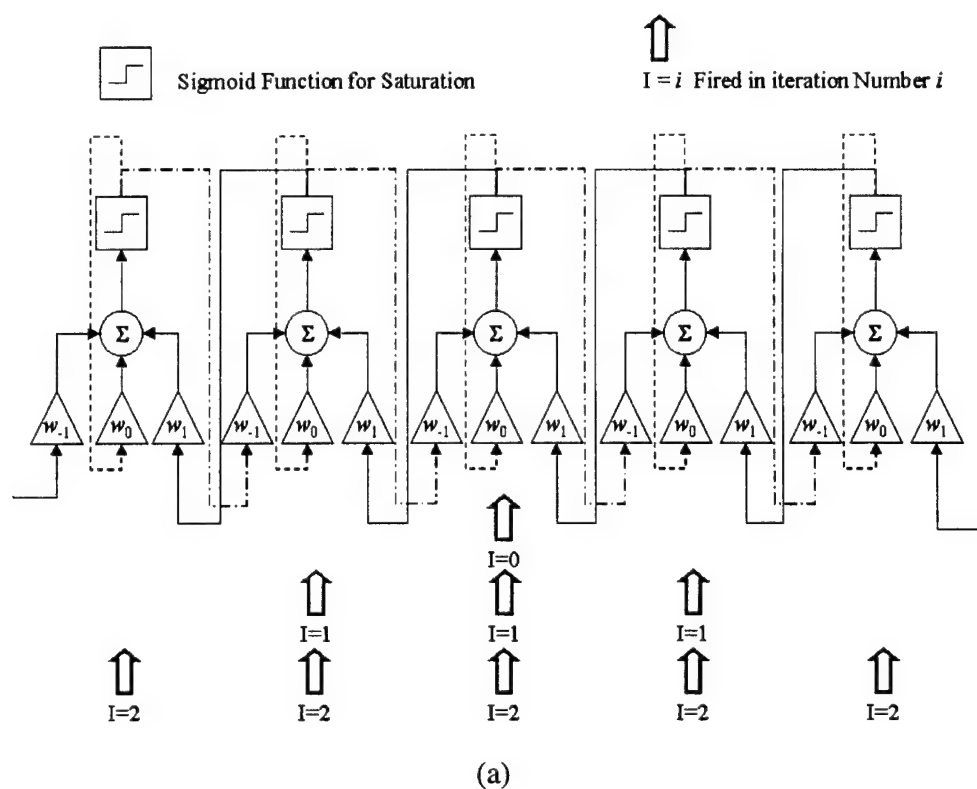 Sigmoid Function for Saturation
I = i Fired in iteration Number i
Σ Σ Σ Σ Σ
w-1 w0 w1 w-1 w0 w1 w-1 w0 w1 w-1 w0 w1 w-1 w0 w1
I=0
I=1 I=1 I=1
I=2 I=2 I=2 I=2 I=2
(a)